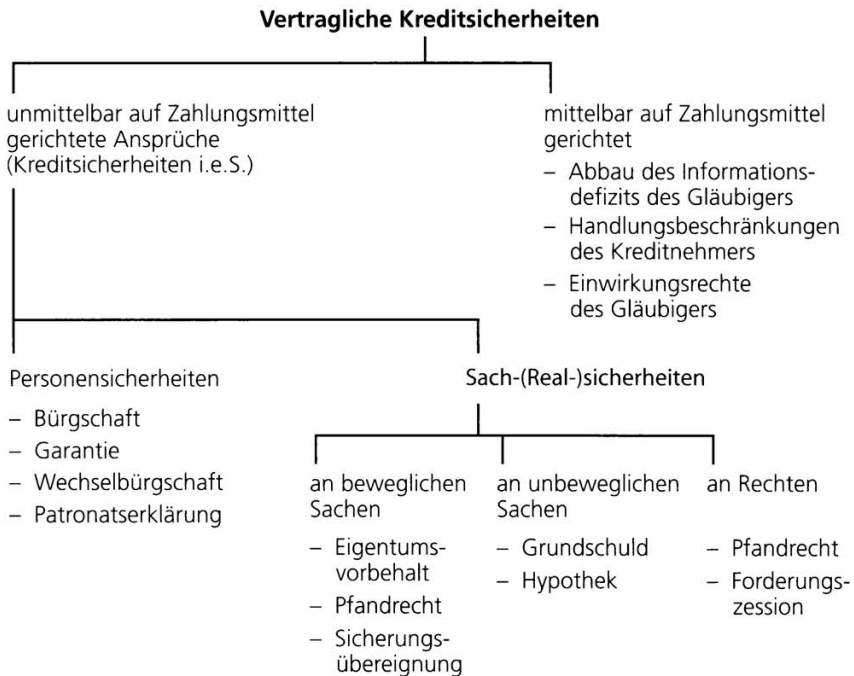 Vertragliche Kreditsicherheiten
unmittelbar auf Zahlungsmittel
gerichtete Ansprüche
(Kreditsicherheiten i.e.S.)
mittelbar auf Zahlungsmittel
gerichtet
– Abbau des Informations-
defizits des Gläubigers
– Handlungsbeschränkungen
des Kreditnehmers
– Einwirkungsrechte
des Gläubigers
Personensicherheiten
– Bürgschaft
– Garantie
– Wechselbürgschaft
– Patronatserklärung
Sach-(Real-)sicherheiten
an beweglichen
Sachen
– Eigentums-
vorbehalt
– Pfandrecht
– Sicherungs-
übereignung
an unbeweglichen
Sachen
– Grundschuld
– Hypothek
an Rechten
– Pfandrecht
– Forderungs-
zession